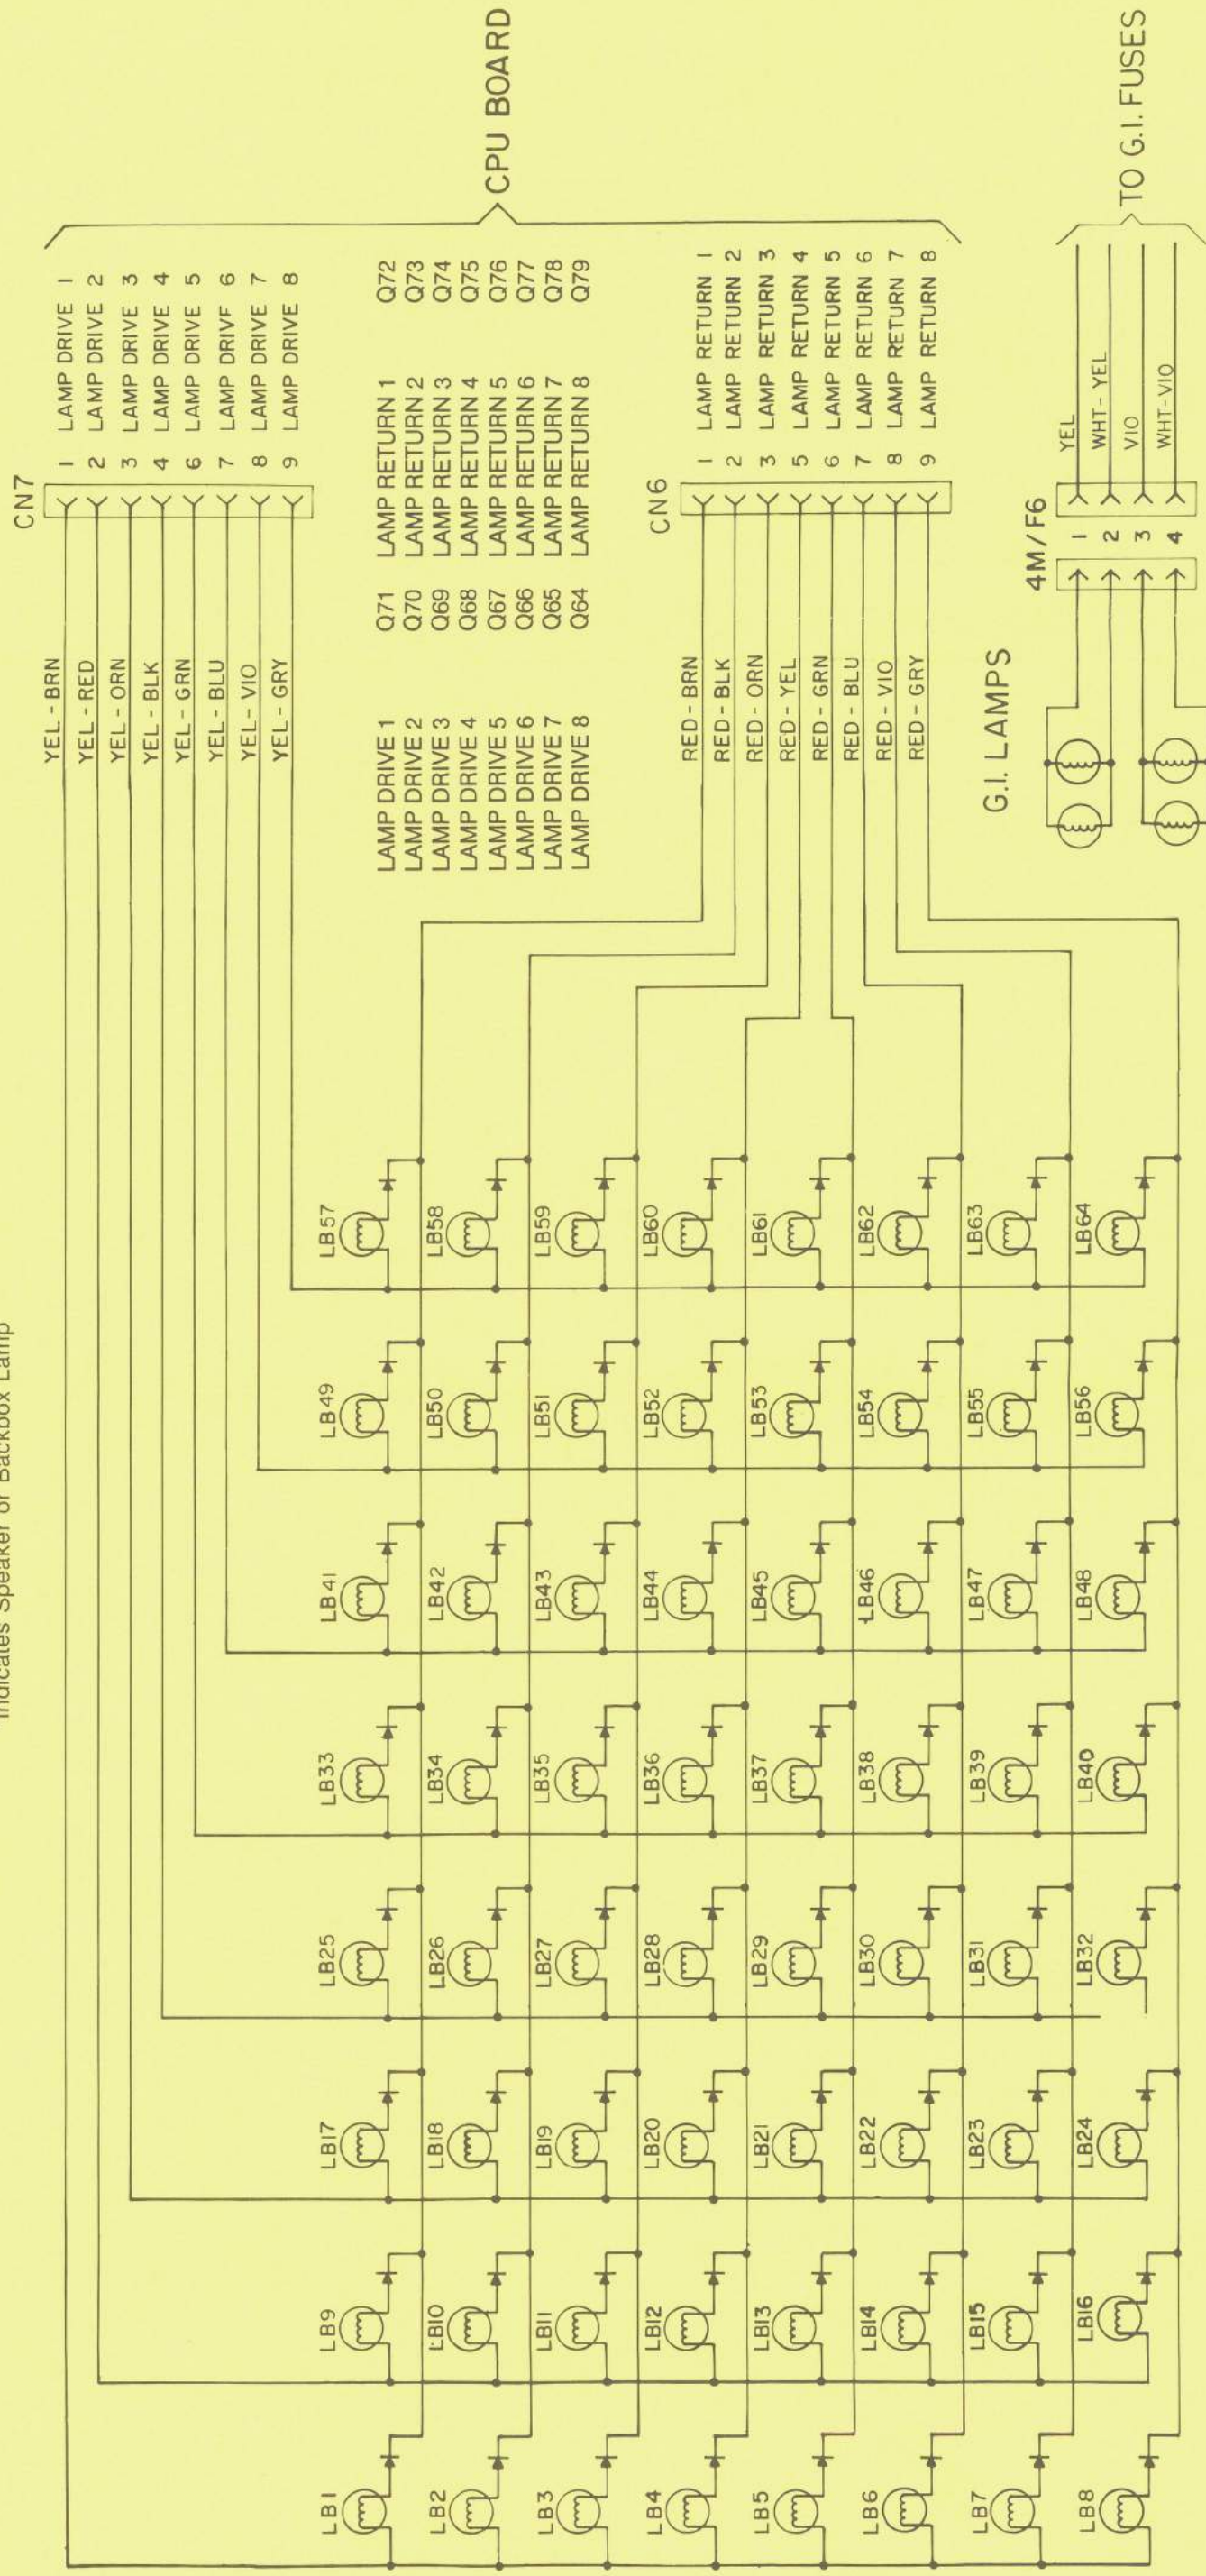 Indicates Speaker or Backbox Lamp
CN7
YEL - BRN 1 LAMP DRIVE 1
YEL - RED 2 LAMP DRIVE 2
YEL - ORN 3 LAMP DRIVE 3
YEL - BLK 4 LAMP DRIVE 4
YEL - GRN 6 LAMP DRIVE 5
YEL - BLU 7 LAMP DRIVF 6
YEL - VIO 8 LAMP DRIVE 7
YEL - GRY 9 LAMP DRIVE 8
LB1 LB9 LB17 LB25 LB33 LB41 LB49 LB57
LAMP DRIVE 1 Q71 LAMP RETURN 1 Q72
LAMP DRIVE 2 Q70 LAMP RETURN 2 Q73
LAMP DRIVE 3 Q69 LAMP RETURN 3 Q74
LAMP DRIVE 4 Q68 LAMP RETURN 4 Q75
LAMP DRIVE 5 Q67 LAMP RETURN 5 Q76
LAMP DRIVE 6 Q66 LAMP RETURN 6 Q77
LAMP DRIVE 7 Q65 LAMP RETURN 7 Q78
LAMP DRIVE 8 Q64 LAMP RETURN 8 Q79
CPU BOARD
LB2 LB10 LB18 LB26 LB34 LB42 LB50 LB58
LB3 LB11 LB19 LB27 LB35 LB43 LB51 LB59
LB4 LB12 LB20 LB28 LB36 LB44 LB52 LB60
CN6
RED - BRN 1 LAMP RETURN 1
RED - BLK 2 LAMP RETURN 2
RED - ORN 3 LAMP RETURN 3
RED - YEL 5 LAMP RETURN 4
RED - GRN 6 LAMP RETURN 5
RED - BLU 7 LAMP RETURN 6
RED - VIO 8 LAMP RETURN 7
RED - GRY 9 LAMP RETURN 8
LB5 LB13 LB21 LB29 LB37 LB45 LB53 LB61
LB6 LB14 LB22 LB30 LB38 LB46 LB54 LB62
LB7 LB15 LB23 LB31 LB39 LB47 LB55 LB63
LB8 LB16 LB24 LB32 LB40 LB48 LB56 LB64
G.I. LAMPS
4M/F6
1 YEL
2 WHT - YEL
3 VIO
4 WHT - VIO
TO G.I. FUSES